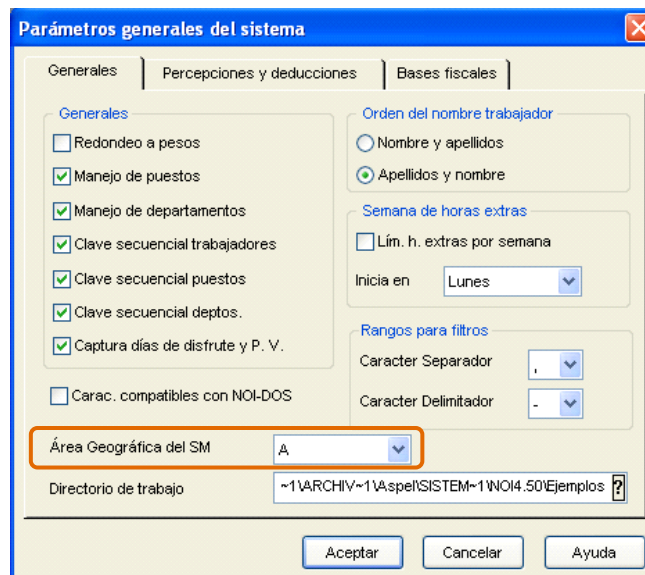 Parámetros generales del sistema
Generales
Percepciones y deducciones
Bases fiscales
Generales
Redondeo a pesos
Manejo de puestos
Manejo de departamentos
Clave secuencial trabajadores
Clave secuencial puestos
Clave secuencial deptos.
Captura días de disfrute y P. V.
Carac. compatibles con NOI-DOS
Orden del nombre trabajador
Nombre y apellidos
Apellidos y nombre
Semana de horas extras
Lím. h. extras por semana
Inicia en Lunes
Rangos para filtros
Caracter Separador ,
Caracter Delimitador -
Área Geográfica del SM A
Directorio de trabajo ~1\ARCHIV~1\Aspel\SISTEM~1\NOI4.50\Ejemplos ?
Aceptar Cancelar Ayuda